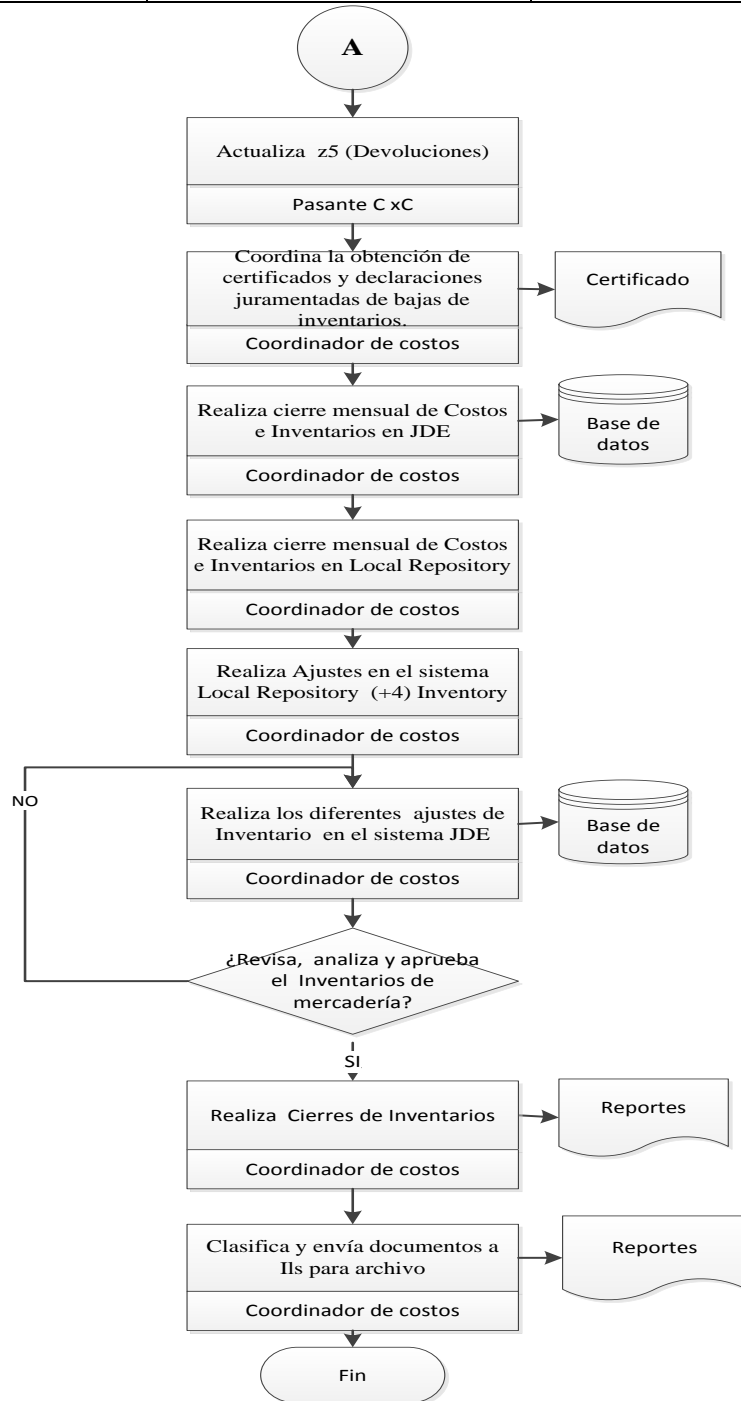 A
Actualiza z5 (Devoluciones)
Pasante C xC
Coordina la obtención de
certificados y declaraciones
juramentadas de bajas de
inventarios.
Certificado
Coordinador de costos
Realiza cierre mensual de Costos
e Inventarios en JDE
Base de
datos
Coordinador de costos
Realiza cierre mensual de Costos
e Inventarios en Local Repository
Coordinador de costos
Realiza Ajustes en el sistema
Local Repository (+4) Inventory
Coordinador de costos
NO
Realiza los diferentes ajustes de
Inventario en el sistema JDE
Base de
datos
Coordinador de costos
¿Revisa, analiza y aprueba
el Inventarios de
mercadería?
SI
Realiza Cierres de Inventarios
Reportes
Coordinador de costos
Clasifica y envía documentos a
Ils para archivo
Reportes
Coordinador de costos
Fin